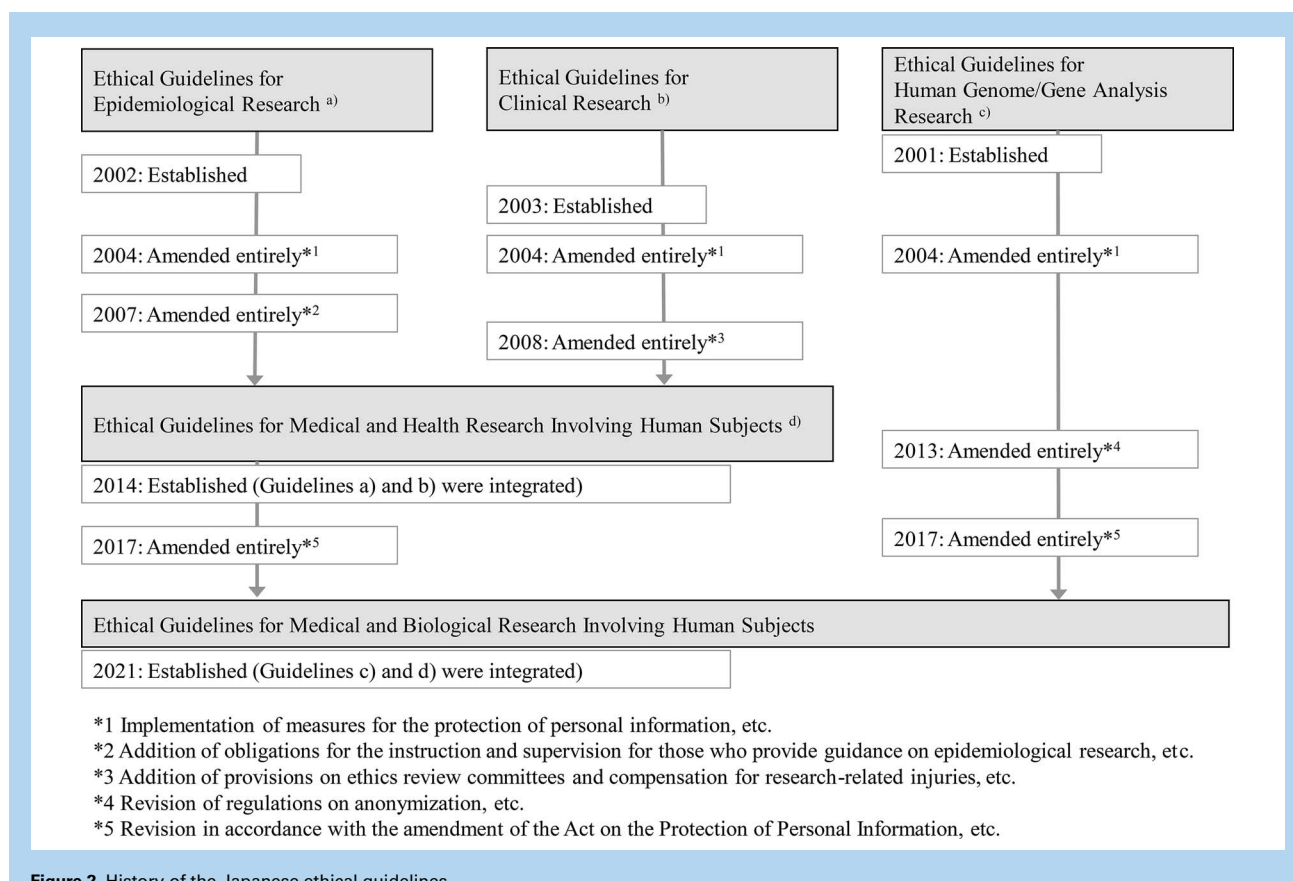 Ethical Guidelines for
Epidemiological Research a)
2002: Established
2004: Amended entirely*1
2007: Amended entirely*2
Ethical Guidelines for
Clinical Research b)
2003: Established
2004: Amended entirely*1
2008: Amended entirely*3
Ethical Guidelines for
Human Genome/Gene Analysis
Research c)
2001: Established
2004: Amended entirely*1
2013: Amended entirely*4
2017: Amended entirely*5
Ethical Guidelines for Medical and Health Research Involving Human Subjects d)
2014: Established (Guidelines a) and b) were integrated)
2017: Amended entirely*5
Ethical Guidelines for Medical and Biological Research Involving Human Subjects
2021: Established (Guidelines c) and d) were integrated)
*1 Implementation of measures for the protection of personal information, etc.
*2 Addition of obligations for the instruction and supervision for those who provide guidance on epidemiological research, etc.
*3 Addition of provisions on ethics review committees and compensation for research-related injuries, etc.
*4 Revision of regulations on anonymization, etc.
*5 Revision in accordance with the amendment of the Act on the Protection of Personal Information, etc.
Figure 2. History of the Japanese ethical guidelines